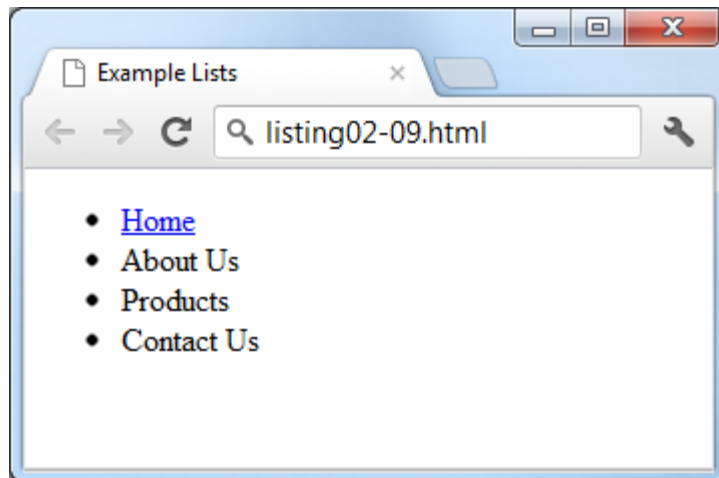 Example Lists
listing02-09.html
Home
About Us
Products
Contact Us